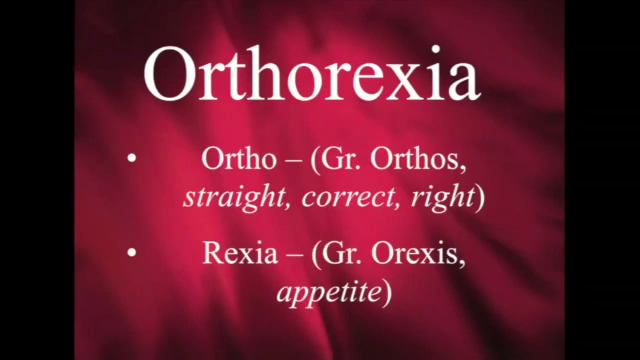 Orthorexia
• Ortho – (Gr. Orthos,
straight, correct, right)
• Rexia – (Gr. Orexis,
appetite)